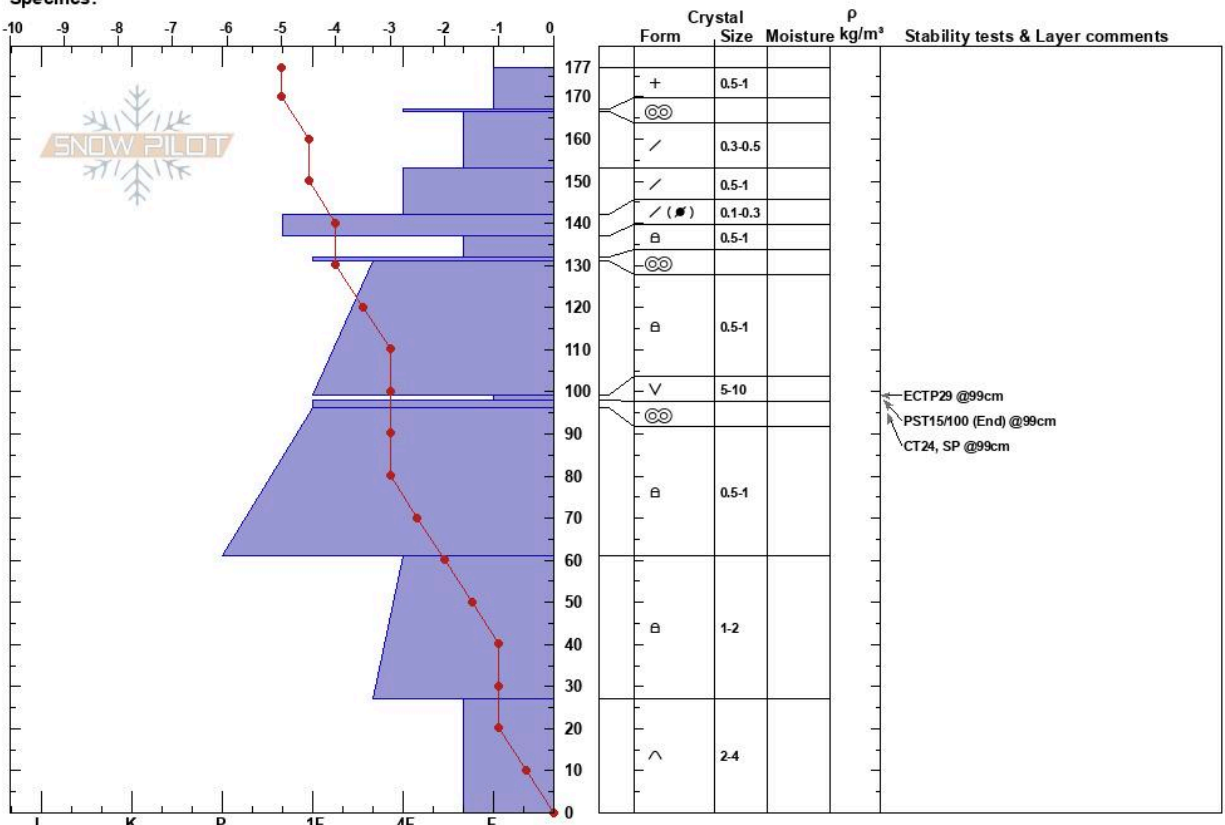 Specifics:
-10 -9 -8 -7 -6 -5 -4 -3 -2 -1 0
Crystal
Form Size Moisture
ρ
kg/m³
Stability tests & Layer comments
SNOW PILOT
177
170
160
150
140
130
120
110
100
90
80
70
60
50
40
30
20
10
0
+ 0.5-1
0.3-0.5
0.5-1
0.1-0.3
0.5-1
0.5-1
5-10
0.5-1
1-2
2-4
ECTP29 @99cm
PST15/100 (End) @99cm
CT24, SP @99cm
I K P 1F 4F F